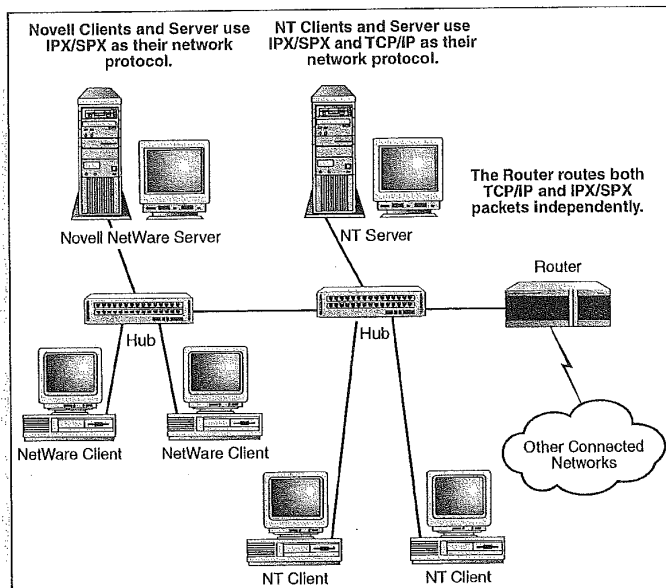 Novell Clients and Server use
IPX/SPX as their network
protocol.
NT Clients and Server use
IPX/SPX and TCP/IP as their
network protocol.
The Router routes both
TCP/IP and IPX/SPX
packets independently.
Novell NetWare Server
NT Server
Router
Hub
Hub
NetWare Client
NetWare Client
Other Connected
Networks
NT Client
NT Client